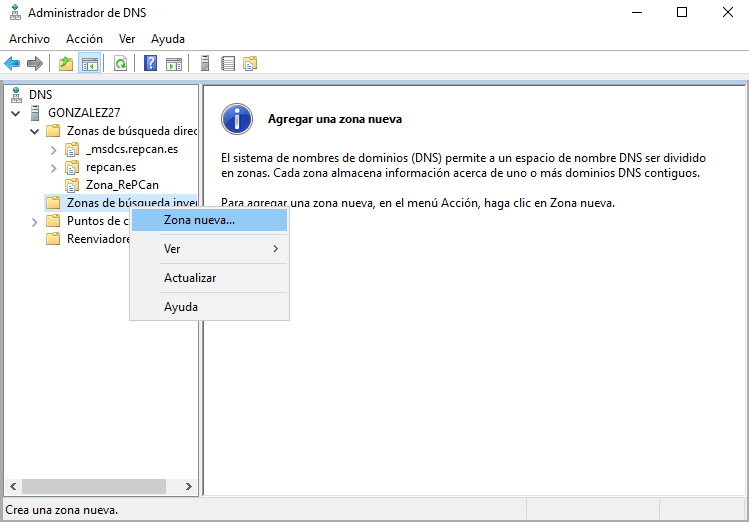 Administrador de DNS
Archivo Acción Ver Ayuda
DNS
GONZALEZ27
Zonas de búsqueda direc
_msdcs.repcan.es
repcan.es
Zona_RePCan
Zonas de búsqueda inver
Puntos de c
Reenviadore
Zona nueva...
Ver
Actualizar
Ayuda
Agregar una zona nueva
El sistema de nombres de dominios (DNS) permite a un espacio de nombre DNS ser dividido
en zonas. Cada zona almacena información acerca de uno o más dominios DNS contiguos.
Para agregar una zona nueva, en el menú Acción, haga clic en Zona nueva.
Crea una zona nueva.